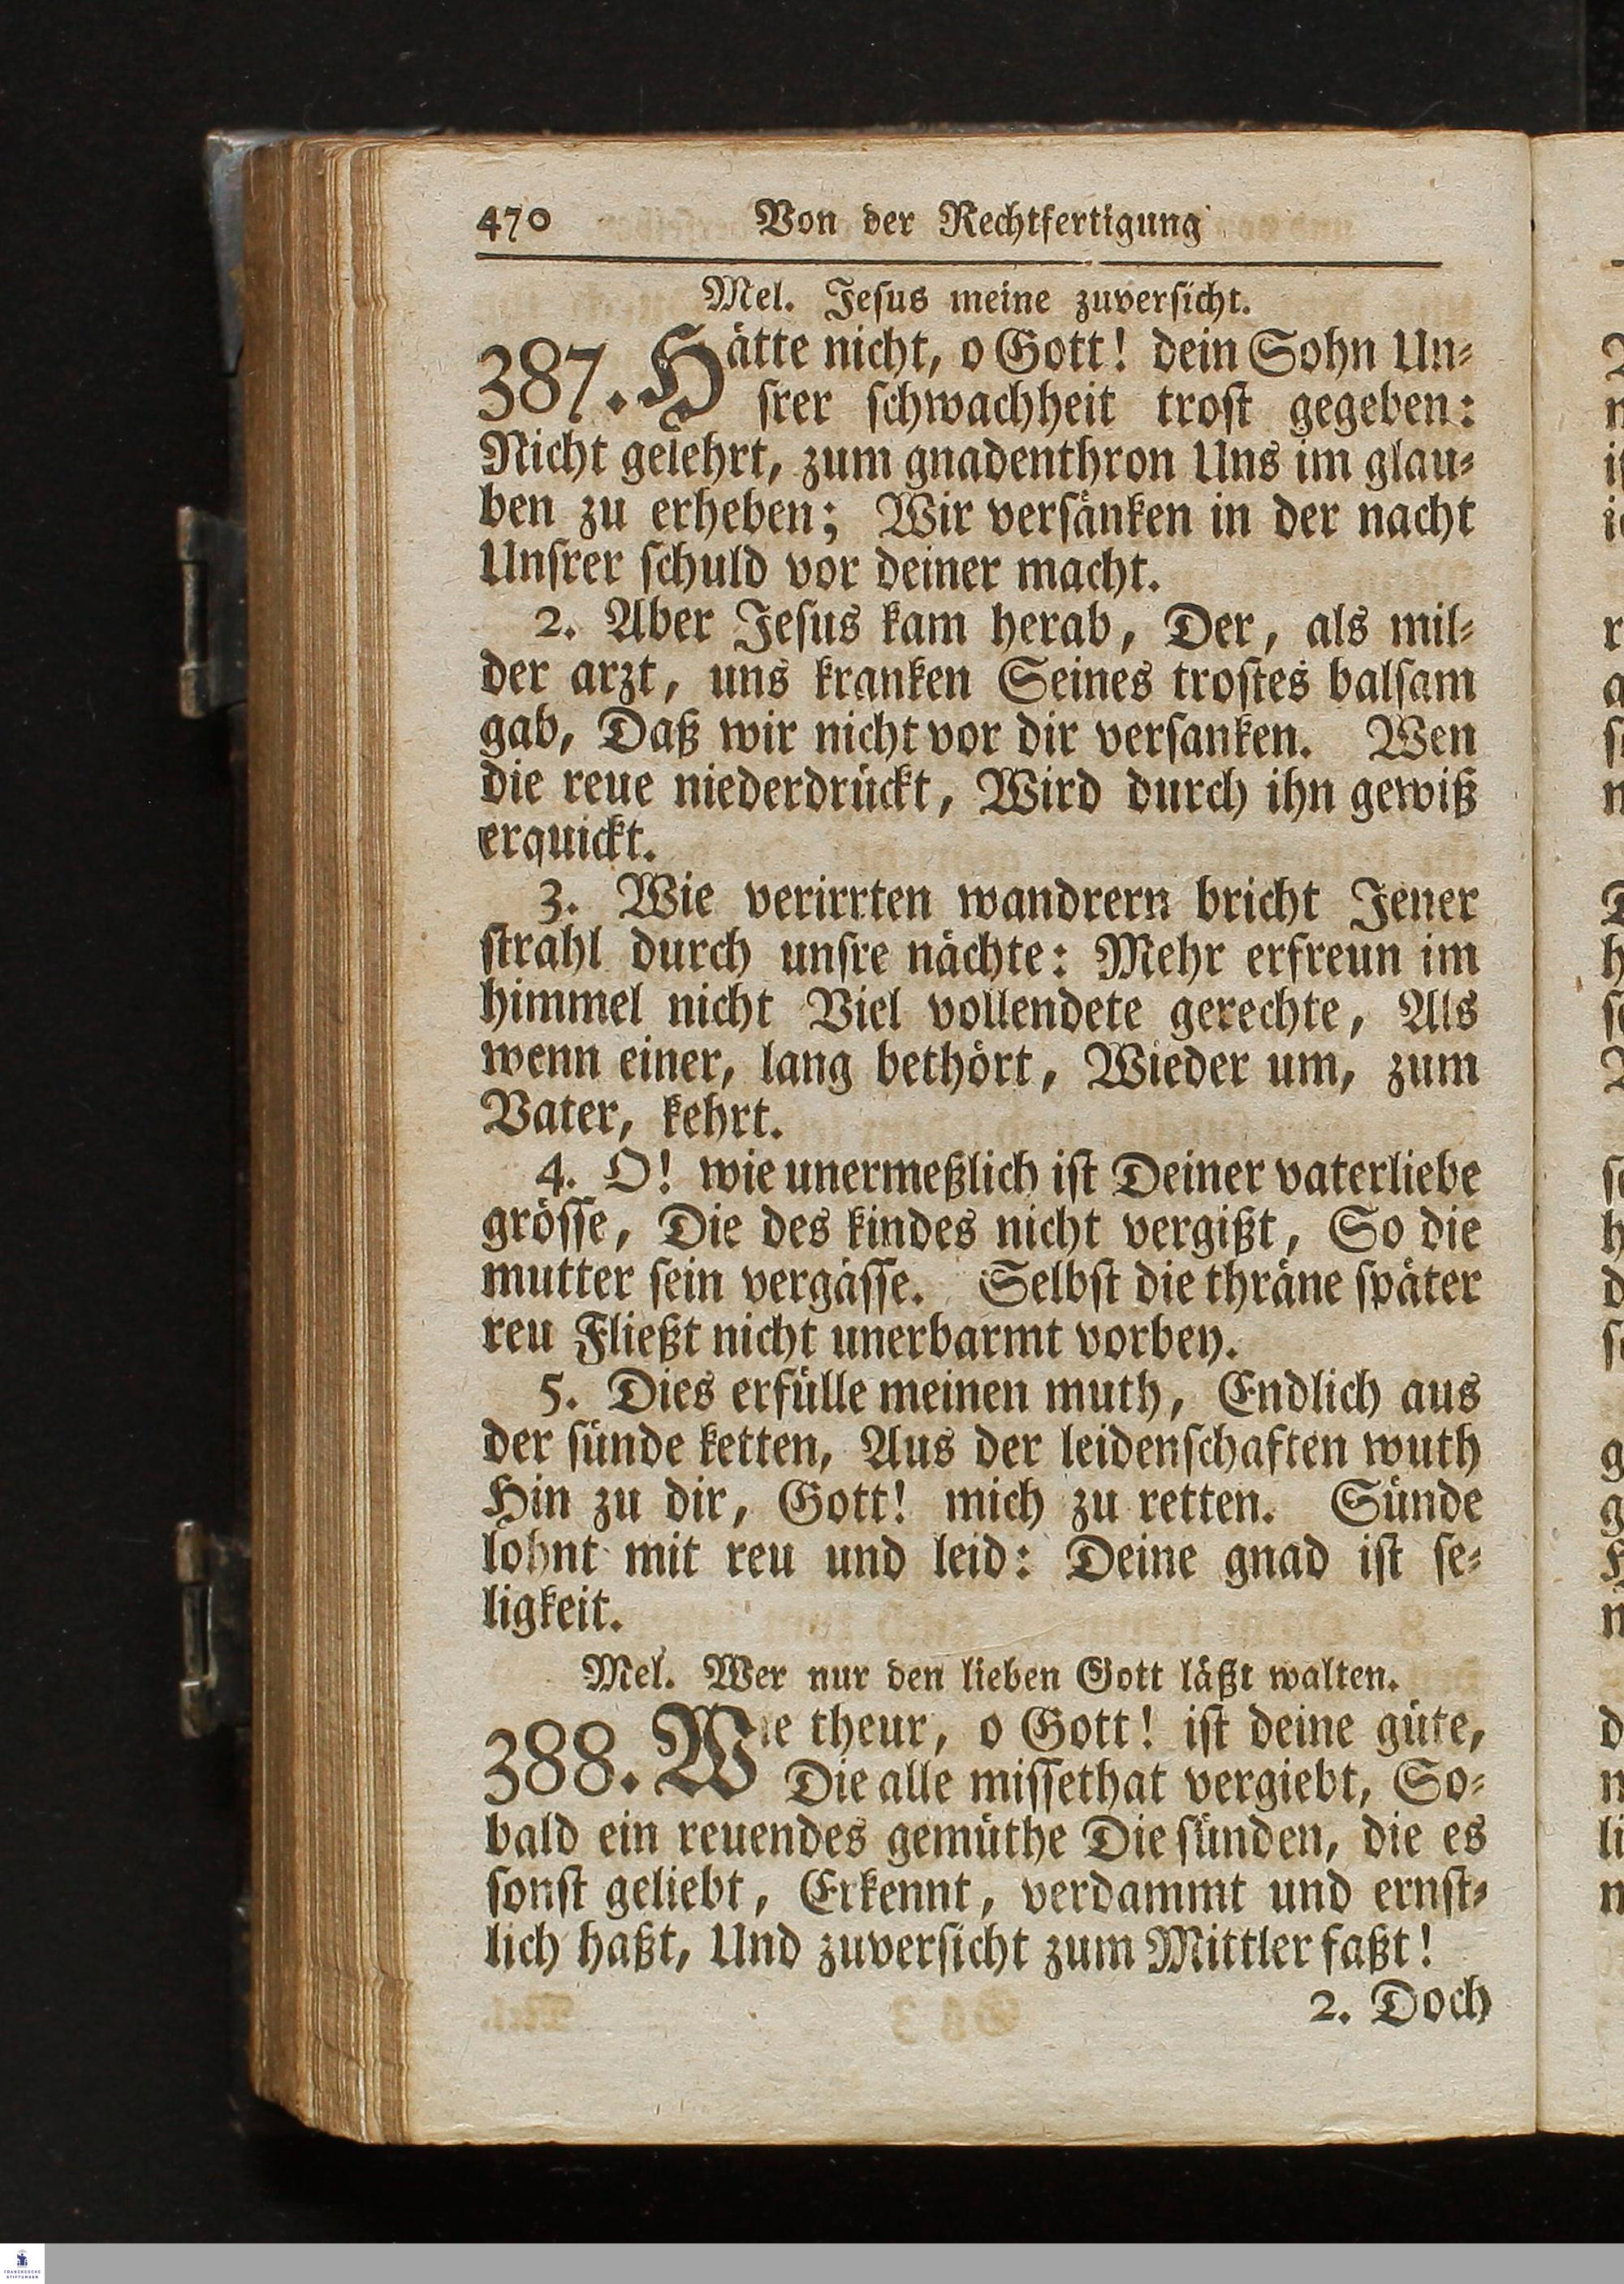 470 Von der Rechtfertigung
Mel. Jesus meine zuversicht.
387. Hätte nicht, o Gott! dein Sohn Un-
srer schwachheit trost gegeben:
Nicht gelehrt, zum gnadenthron Uns im glau-
ben zu erheben; Wir versänken in der nacht
Unsrer schuld vor deiner macht.
2. Aber Jesus kam herab, Der, als mil-
der arzt, uns kranken Seines trostes balsam
gab, Daß wir nicht vor dir versanken. Wen
die reue niederdrückt, Wird durch ihn gewiß
erquickt.
3. Wie verirrten wandrern bricht Jener
strahl durch unsre nächte: Mehr erfreun im
himmel nicht Viel vollendete gerechte, Als
wenn einer, lang bethört, Wieder um, zum
Vater, kehrt.
4. O! wie unermeßlich ist Deiner vaterliebe
grösse, Die des kindes nicht vergißt, So die
mutter sein vergässe. Selbst die thräne später
reu Fließt nicht unerbarmt vorbey.
5. Dies erfülle meinen muth, Endlich aus
der sünde ketten, Aus der leidenschaften wuth
Hin zu dir, Gott! mich zu retten. Sünde
lohnt mit reu und leid: Deine gnad ist se-
ligkeit.
Mel. Wer nur den lieben Gott läßt walten.
388. Wie theur, o Gott! ist deine güte,
Die alle missethat vergiebt, So-
bald ein reuendes gemüthe Die sünden, die es
sonst geliebt, Erkennt, verdammt und ernst-
lich haßt, Und zuversicht zum Mittler faßt!
2. Doch
FRANCKESCHE
STIFTUNGEN